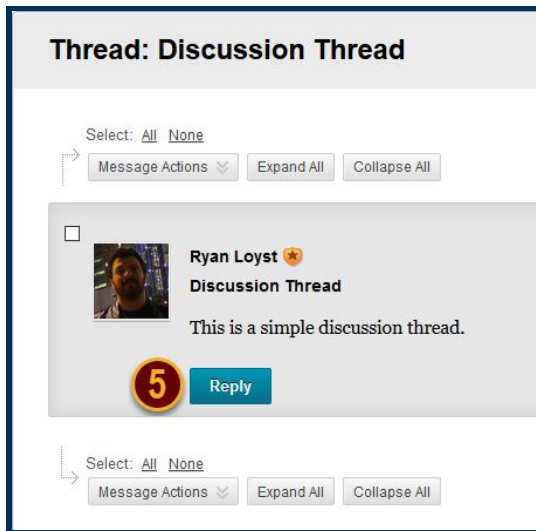 Thread: Discussion Thread
Select: All None
Message Actions Expand All Collapse All
Ryan Loyst
Discussion Thread
This is a simple discussion thread.
5 Reply
Select: All None
Message Actions Expand All Collapse All